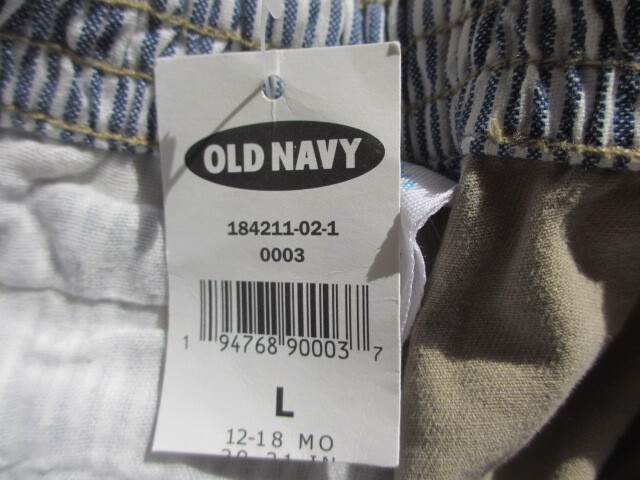 OLD NAVY
184211-02-1
0003
1 94768 90003 7
L
12-18 MO